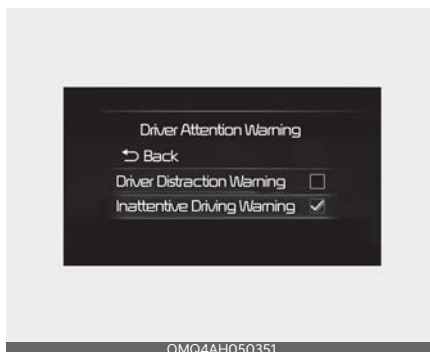 Driver Attention Warning
Back
Driver Distraction Warning
Inattentive Driving Warning
OMQ4AH050351